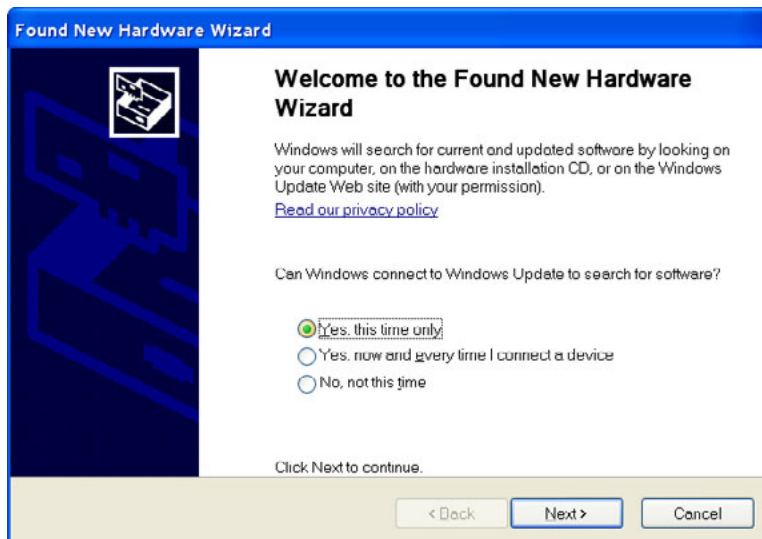 Found New Hardware Wizard
Welcome to the Found New Hardware
Wizard
Windows will search for current and updated software by looking on
your computer, on the hardware installation CD, or on the Windows
Update Web site (with your permission).
Read our privacy policy
Can Windows connect to Windows Update to search for software?
Yes, this time only
Yes, now and every time I connect a device
No, not this time
Click Next to continue.
< Back
Next >
Cancel